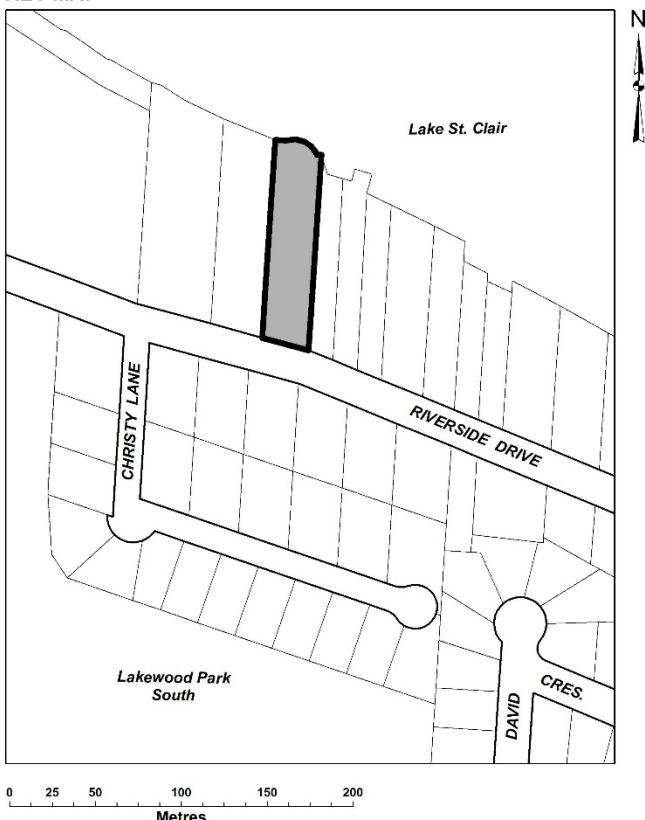 N
Lake St. Clair
RIVERSIDE DRIVE
CHRISTY LANE
Lakewood Park
South
CRES.
DAVID
0 25 50 100 150 200
Metres